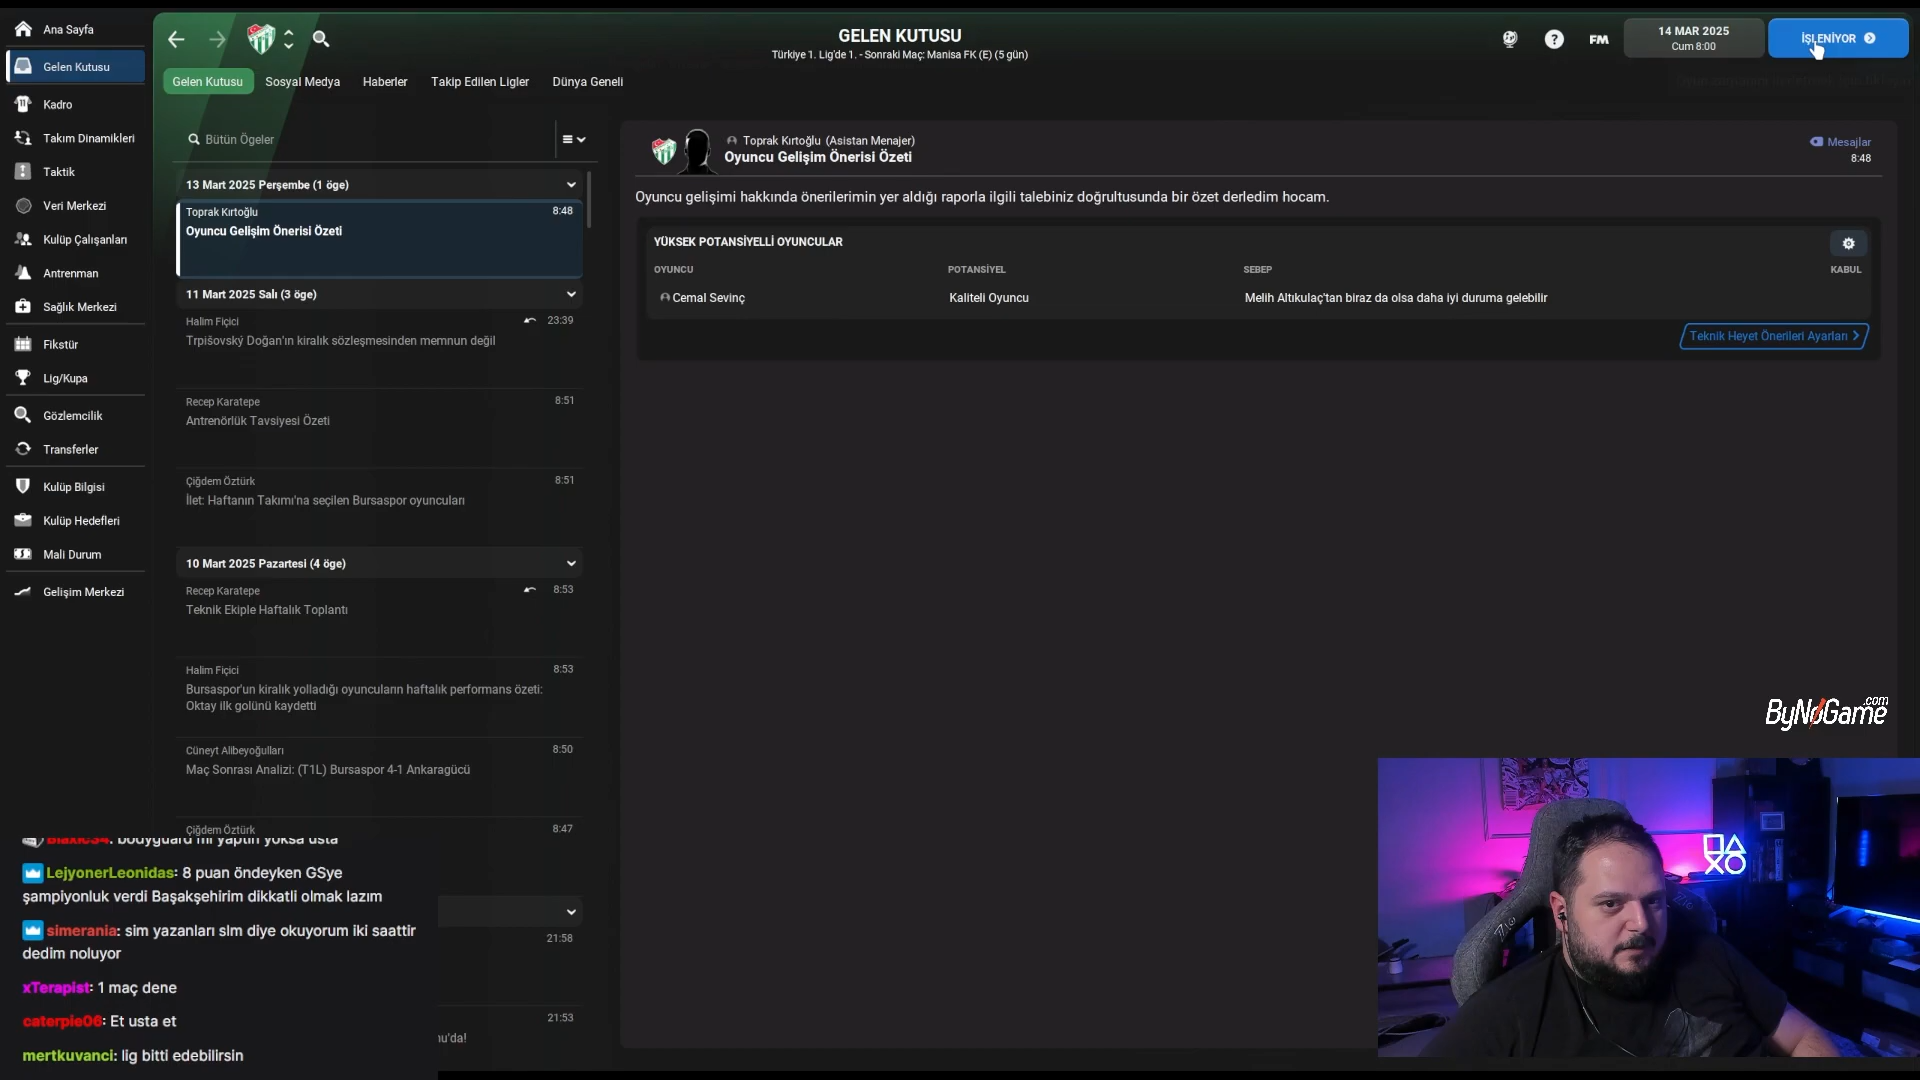 Ana Sayfa
Gelen Kutusu
Kadro
Takım Dinamikleri
Taktik
Veri Merkezi
Kulüp Çalışanları
Antrenman
Sağlık Merkezi
Fikstür
Lig/Kupa
Gözlemcilik
Transferler
Kulüp Bilgisi
Kulüp Hedefleri
Mali Durum
Gelişim Merkezi
GELEN KUTUSU
Türkiye 1. Lig'de 1. - Sonraki Maç: Manisa FK (E) (5 gün)
FM
14 MAR 2025
Cum 8:00
İŞLENİYOR
Gelen Kutusu
Sosyal Medya
Haberler
Takip Edilen Ligler
Dünya Geneli
Bütün Ögeler
13 Mart 2025 Perşembe (1 öge)
Toprak Kırtoğlu 8:48
Oyuncu Gelişim Önerisi Özeti
11 Mart 2025 Salı (3 öge)
Halim Fiçici 23:39
Trpišovský Doğan'ın kiralık sözleşmesinden memnun değil
Recep Karatepe 8:51
Antrenörlük Tavsiyesi Özeti
Çiğdem Öztürk 8:51
İlet: Haftanın Takımı'na seçilen Bursaspor oyuncuları
10 Mart 2025 Pazartesi (4 öge)
Recep Karatepe 8:53
Teknik Ekiple Haftalık Toplantı
Halim Fiçici 8:53
Bursaspor'un kiralık yolladığı oyuncuların haftalık performans özeti:
Oktay ilk golünü kaydetti
Cüneyt Alibeyoğulları 8:50
Maç Sonrası Analizi: (T1L) Bursaspor 4-1 Ankaragücü
Çiğdem Öztürk 8:47
21:58
21:53
nu'da!
Toprak Kırtoğlu (Asistan Menajer)
Oyuncu Gelişim Önerisi Özeti
Mesajlar
8:48
Oyuncu gelişimi hakkında önerilerimin yer aldığı raporla ilgili talebiniz doğrultusunda bir özet derledim hocam.
YÜKSEK POTANSİYELLİ OYUNCULAR
OYUNCU POTANSİYEL SEBEP KABUL
Cemal Sevinç Kaliteli Oyuncu Melih Altıkulaç'tan biraz da olsa daha iyi duruma gelebilir
Teknik Heyet Önerileri Ayarları
ByNoGame.com
bodyguard mı yaptın yoksa usta
LejyonerLeonidas: 8 puan öndeyken GSye
şampiyonluk verdi Başakşehirim dikkatli olmak lazım
simerania: sim yazanları slm diye okuyorum iki saattir
dedim noluyor
xTerapist: 1 maç dene
caterpie06: Et usta et
mertkuvanci: lig bitti edebilirsin